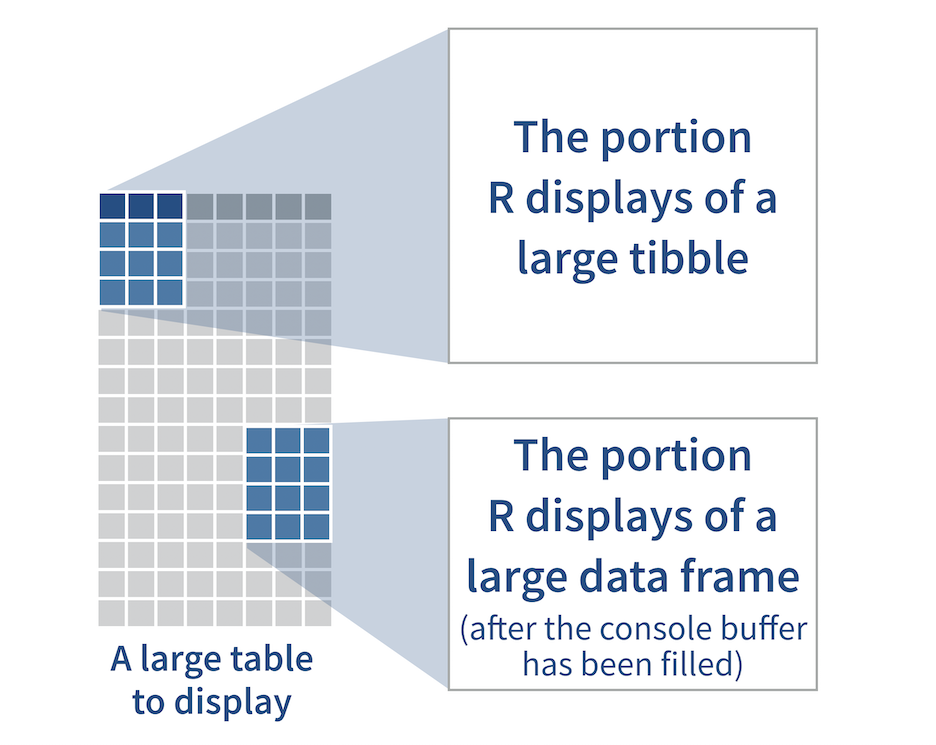 The portion
R displays of a
large tibble
The portion
R displays of a
large data frame
(after the console buffer
has been filled)
A large table
to display